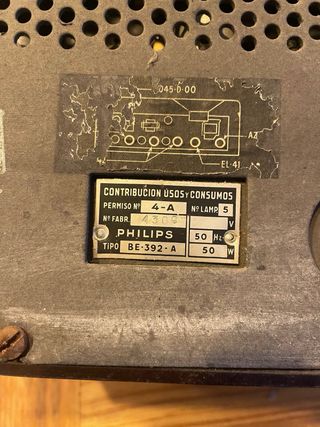 045-D-00
AZ
EL-41
CONTRIBUCION USOS Y CONSUMOS
PERMISO Nº 4-A Nº LAMP. 5
Nº FABR. V
PHILIPS 50 Hz
TIPO BE-392-A 50 W